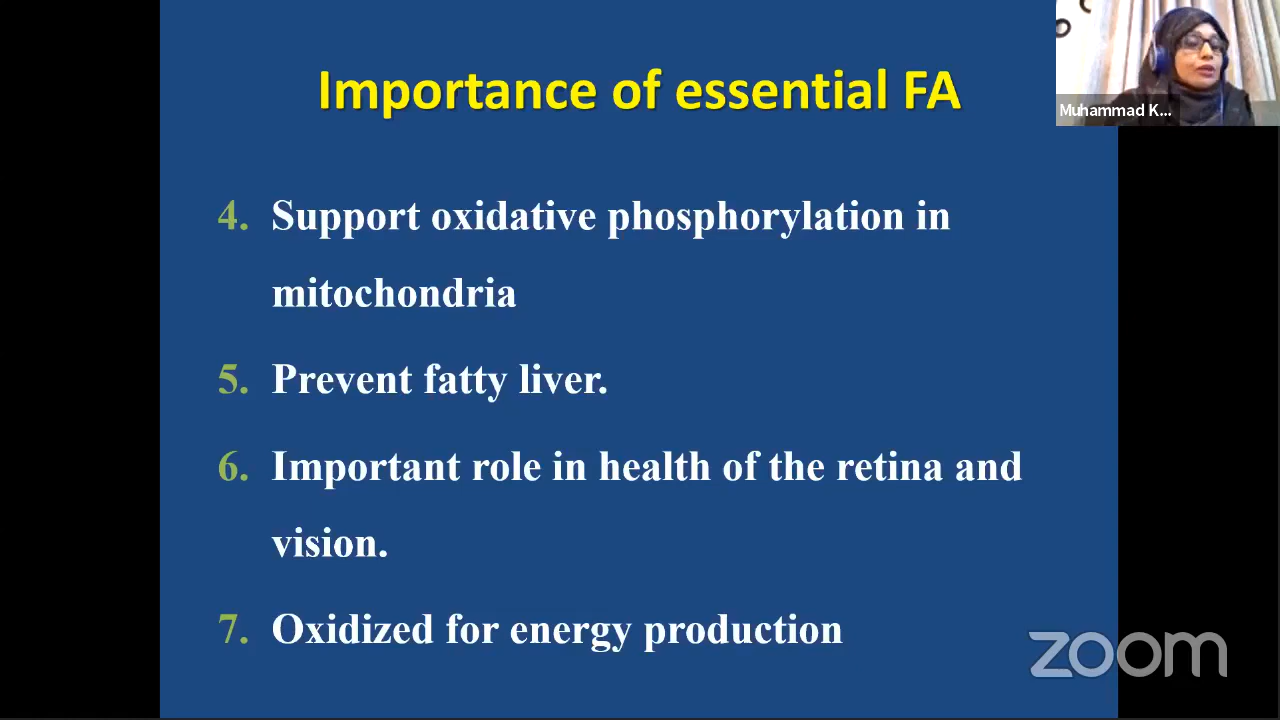 Importance of essential FA
Muhammad K...
4. Support oxidative phosphorylation in
mitochondria
5. Prevent fatty liver.
6. Important role in health of the retina and
vision.
7. Oxidized for energy production
zoom